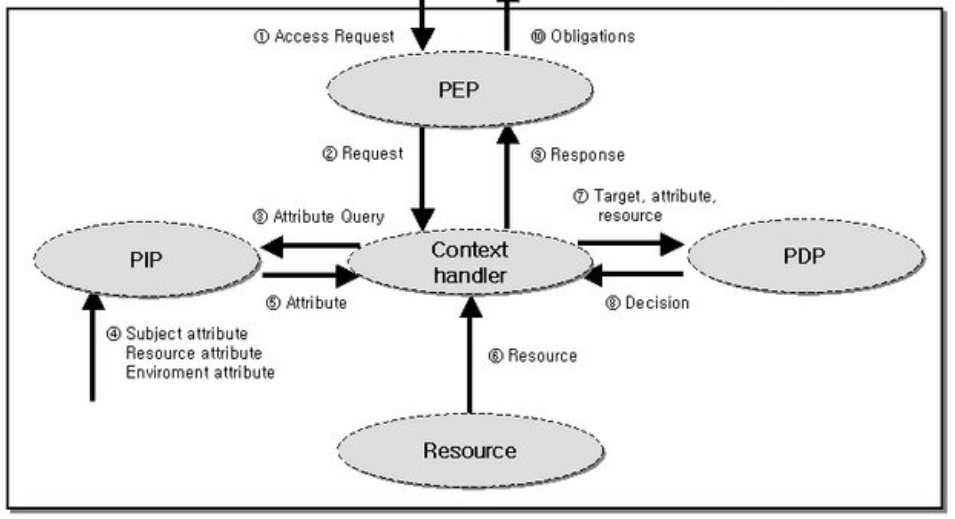 ① Access Request
⑩ Obligations
PEP
② Request
⑨ Response
⑦ Target, attribute,
resource
③ Attribute Query
PIP
Context
handler
PDP
⑤ Attribute
⑧ Decision
④ Subject attribute
Resource attribute
Enviroment attribute
⑥ Resource
Resource